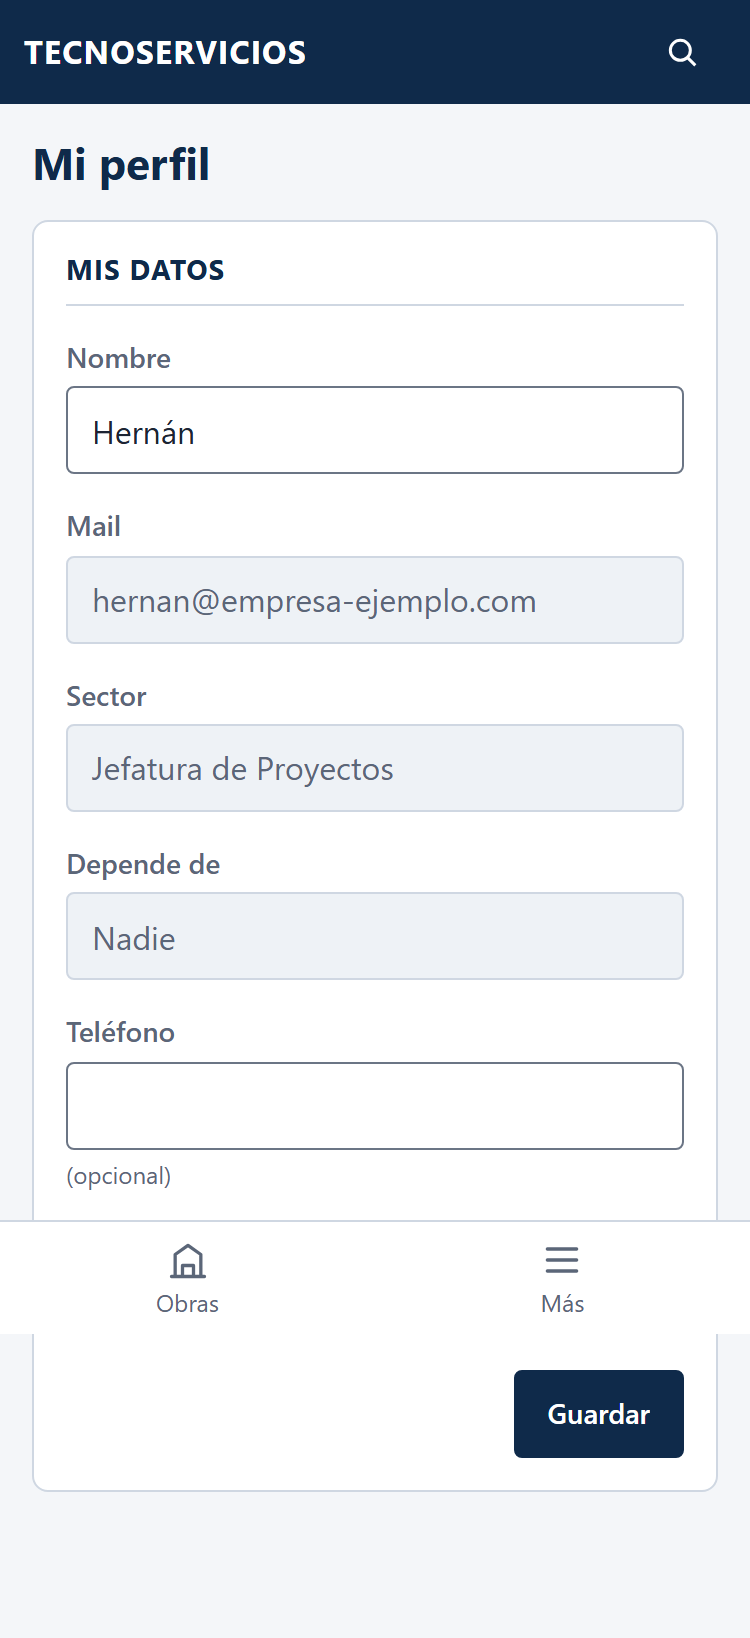 TECNOSERVICIOS
Mi perfil
MIS DATOS
Nombre
Hernán
Mail
hernan@empresa-ejemplo.com
Sector
Jefatura de Proyectos
Depende de
Nadie
Teléfono
(opcional)
Obras
Más
Guardar